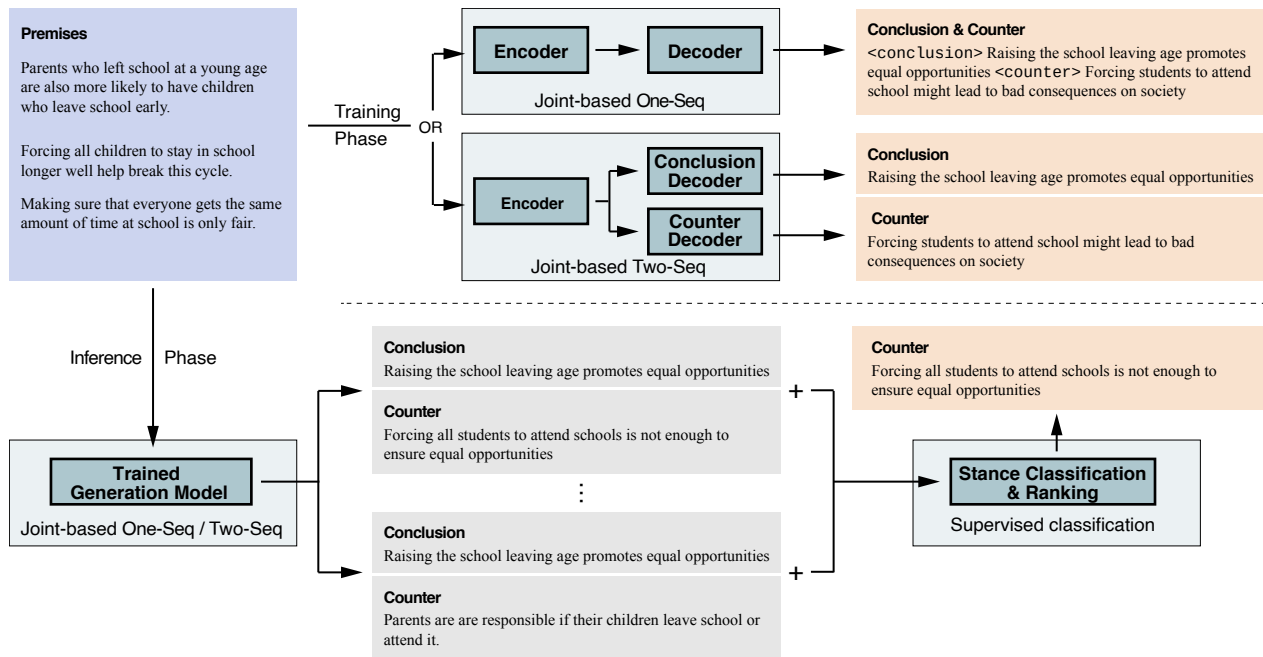 Premises
Parents who left school at a young age
are also more likely to have children
who leave school early.
Forcing all children to stay in school
longer well help break this cycle.
Making sure that everyone gets the same
amount of time at school is only fair.
Training
Phase
OR
Encoder
Decoder
Joint-based One-Seq
Encoder
Conclusion
Decoder
Counter
Decoder
Joint-based Two-Seq
Conclusion & Counter
<conclusion> Raising the school leaving age promotes
equal opportunities <counter> Forcing students to attend
school might lead to bad consequences on society
Conclusion
Raising the school leaving age promotes equal opportunities
Counter
Forcing students to attend school might lead to bad
consequences on society
Inference Phase
Trained
Generation Model
Joint-based One-Seq / Two-Seq
Conclusion
Raising the school leaving age promotes equal opportunities
+
Counter
Forcing all students to attend schools is not enough to
ensure equal opportunities
⋮
Conclusion
Raising the school leaving age promotes equal opportunities
+
Counter
Parents are are responsible if their children leave school or
attend it.
Counter
Forcing all students to attend schools is not enough to
ensure equal opportunities
Stance Classification
& Ranking
Supervised classification